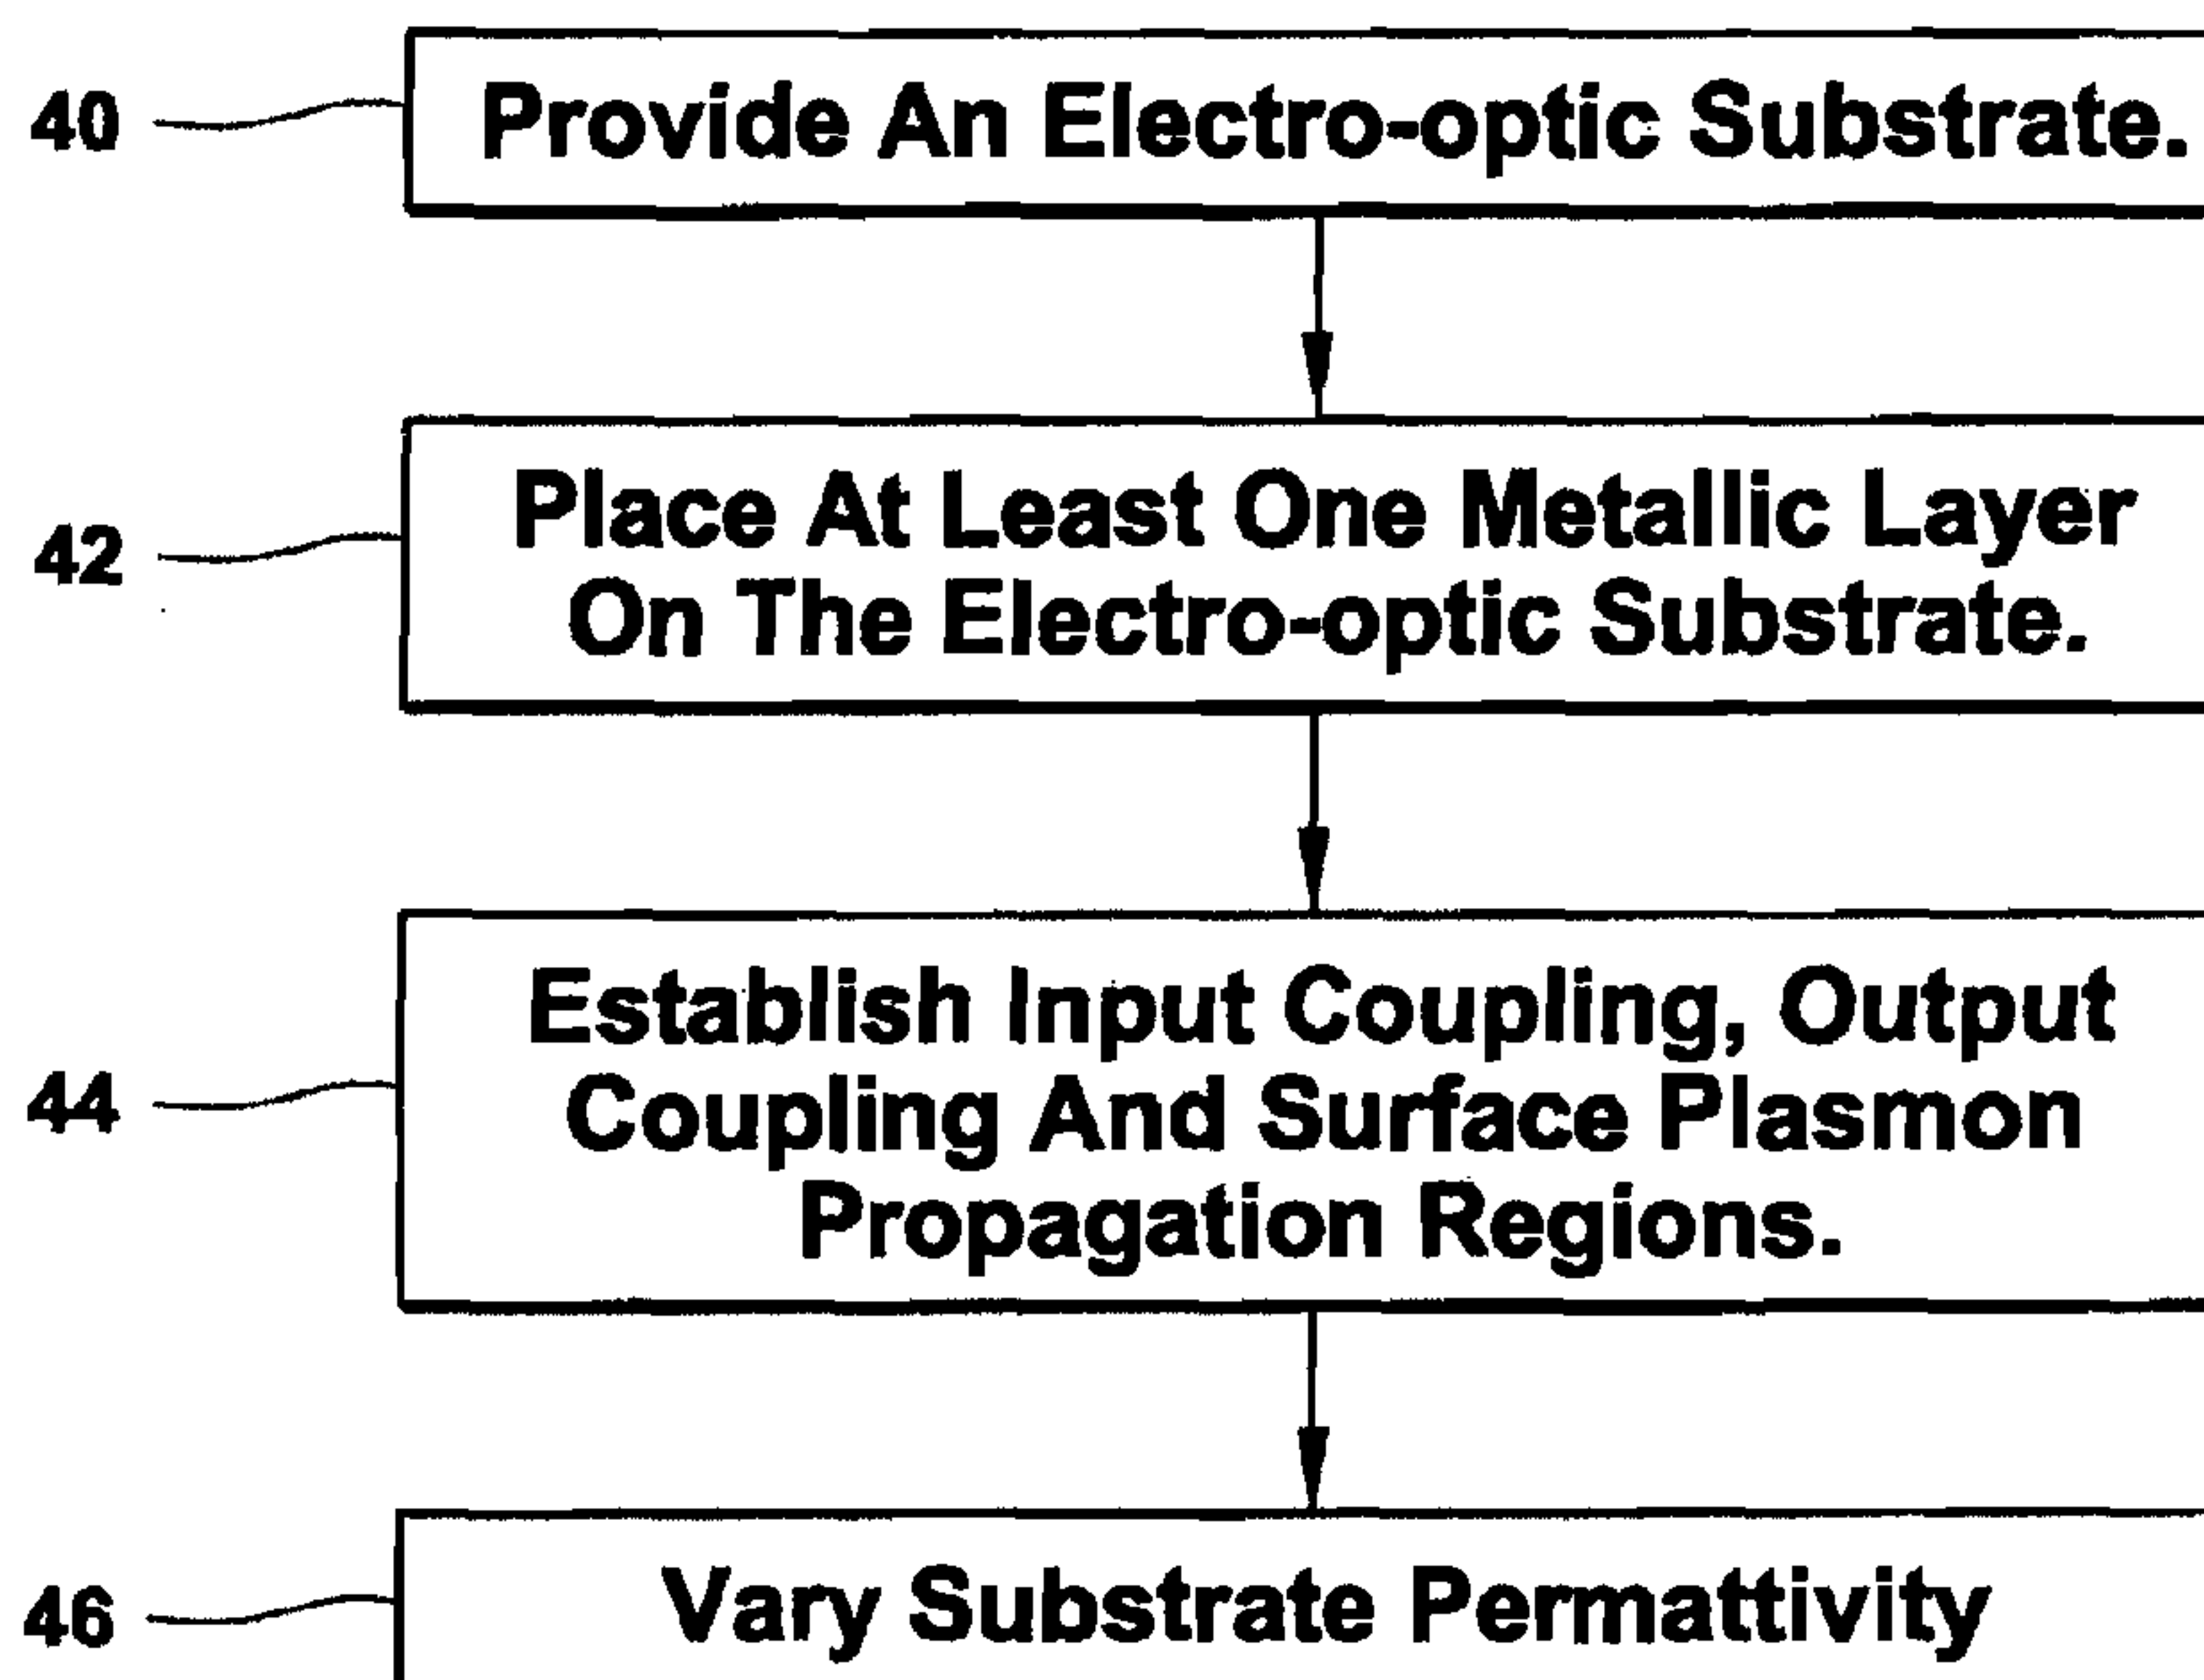 40
Provide An Electro-optic Substrate.
42
Place At Least One Metallic Layer
On The Electro-optic Substrate.
44
Establish Input Coupling, Output
Coupling And Surface Plasmon
Propagation Regions.
46
Vary Substrate Permattivity